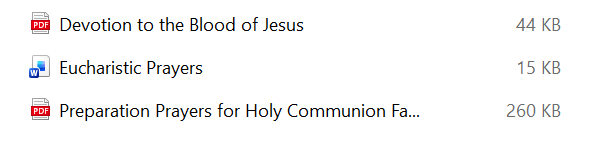 Devotion to the Blood of Jesus 44 KB
Eucharistic Prayers 15 KB
Preparation Prayers for Holy Communion Fa... 260 KB